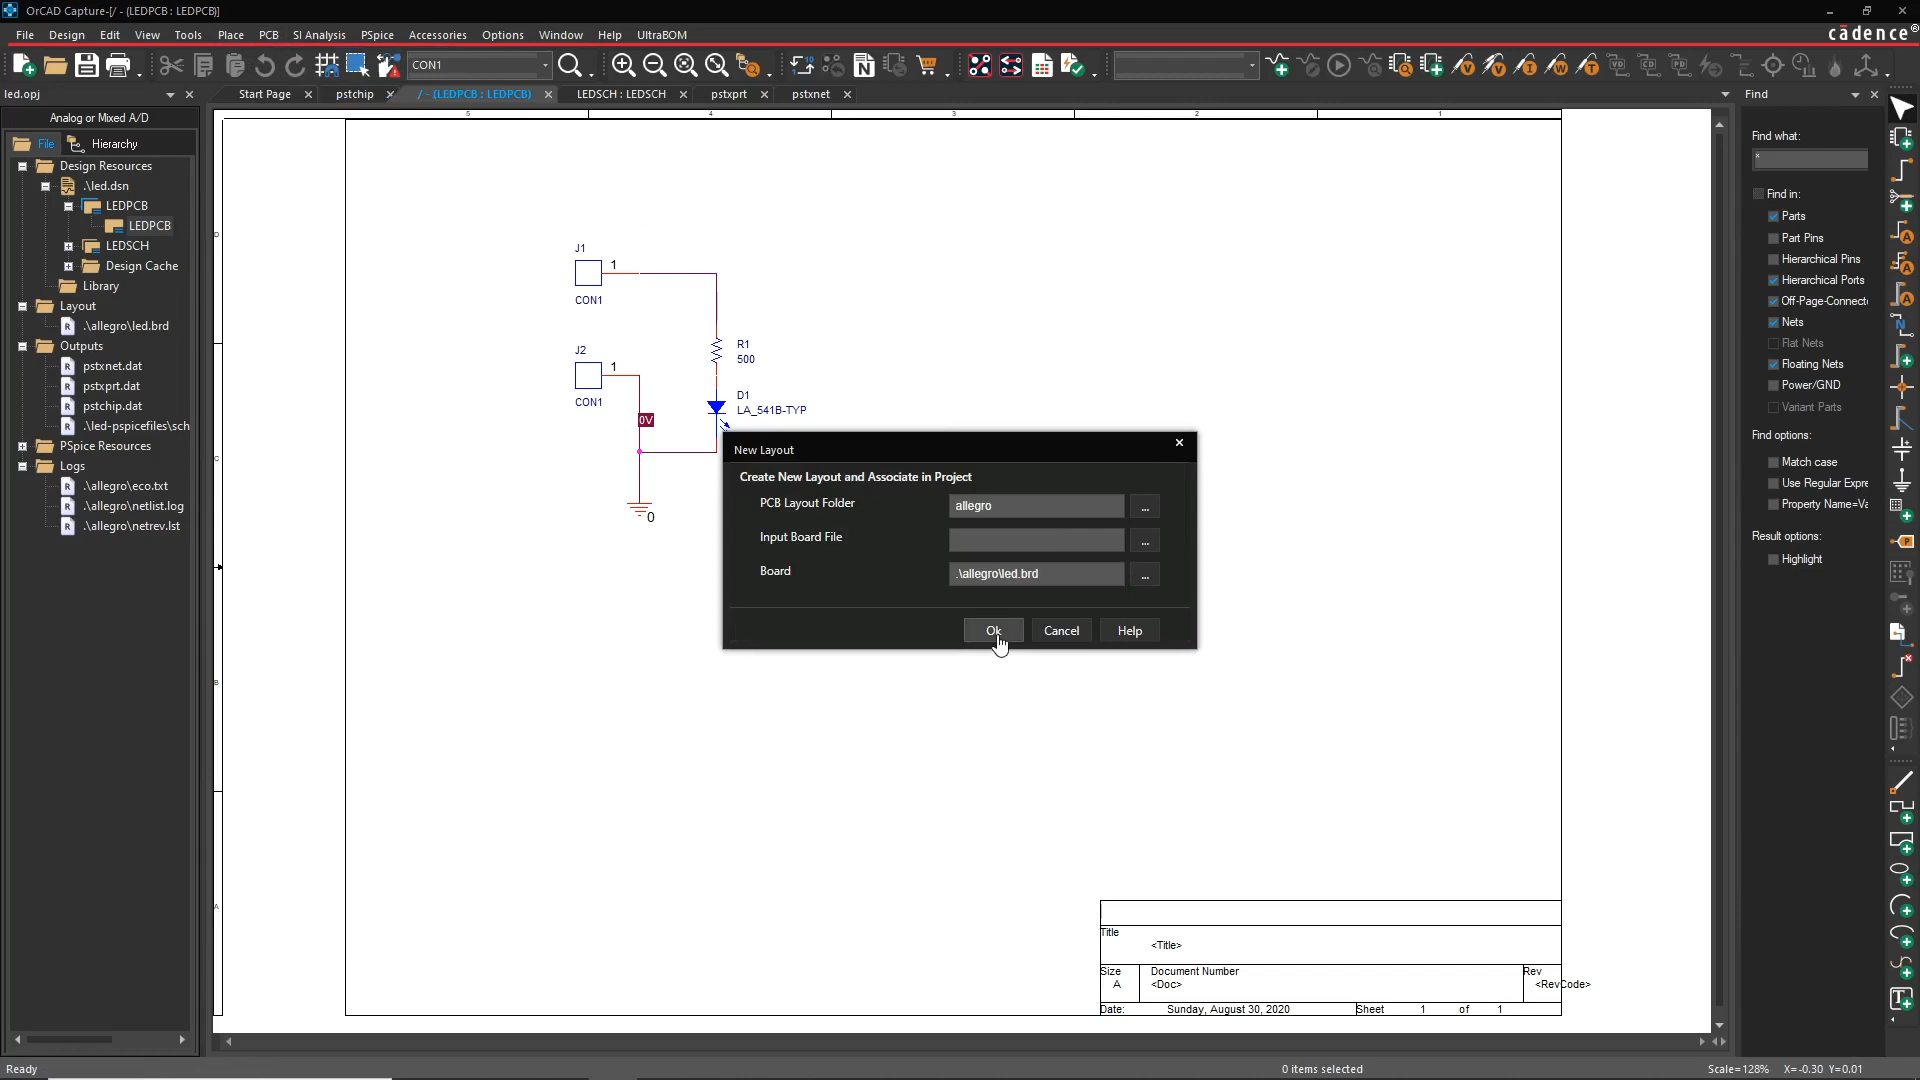 OrCAD Capture-[/ - (LEDPCB : LEDPCB)]
File Design Edit View Tools Place PCB SI Analysis PSpice Accessories Options Window Help UltraBOM
cādence®
CON1
led.opj
Start Page pstchip / - (LEDPCB : LEDPCB) LEDSCH : LEDSCH pstxprt pstxnet
Find
Analog or Mixed A/D
File Hierarchy
Design Resources
.\led.dsn
LEDPCB
LEDPCB
LEDSCH
Design Cache
Library
Layout
.\allegro\led.brd
Outputs
pstxnet.dat
pstxprt.dat
pstchip.dat
.\led-pspicefiles\sch
PSpice Resources
Logs
.\allegro\eco.txt
.\allegro\netlist.log
.\allegro\netrev.lst
5 4 3 2 1
D
C
B
A
J1
1
CON1
J2
1
CON1
0V
0
R1
500
D1
LA_541B-TYP
New Layout
Create New Layout and Associate in Project
PCB Layout Folder allegro ...
Input Board File ...
Board .\allegro\led.brd ...
Ok Cancel Help
Title
<Title>
Size Document Number Rev
A <Doc> <RevCode>
Date: Sunday, August 30, 2020 Sheet 1 of 1
Find what:
*
Find in:
Parts
Part Pins
Hierarchical Pins
Hierarchical Ports
Off-Page-Connect
Nets
Flat Nets
Floating Nets
Power/GND
Variant Parts
Find options:
Match case
Use Regular Expre
Property Name=Va
Result options:
Highlight
Ready 0 items selected Scale=128% X=-0.30 Y=0.01